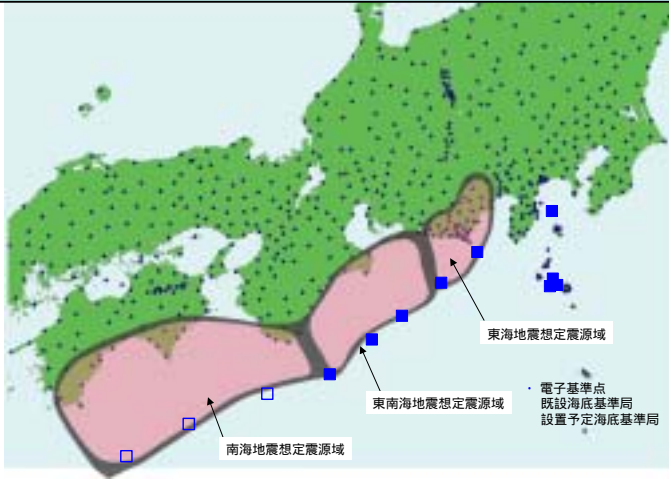 東海地震想定震源域
東南海地震想定震源域
南海地震想定震源域
・ 電子基準点
既設海底基準局
設置予定海底基準局